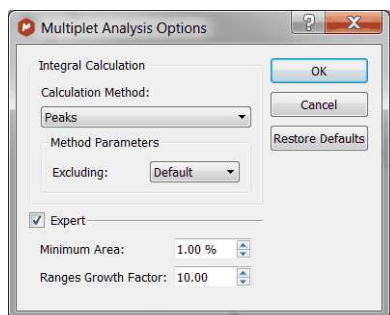 Multiplet Analysis Options
Integral Calculation
Calculation Method:
Peaks
Method Parameters
Excluding: Default
Expert
Minimum Area: 1.00 %
Ranges Growth Factor: 10.00
OK
Cancel
Restore Defaults